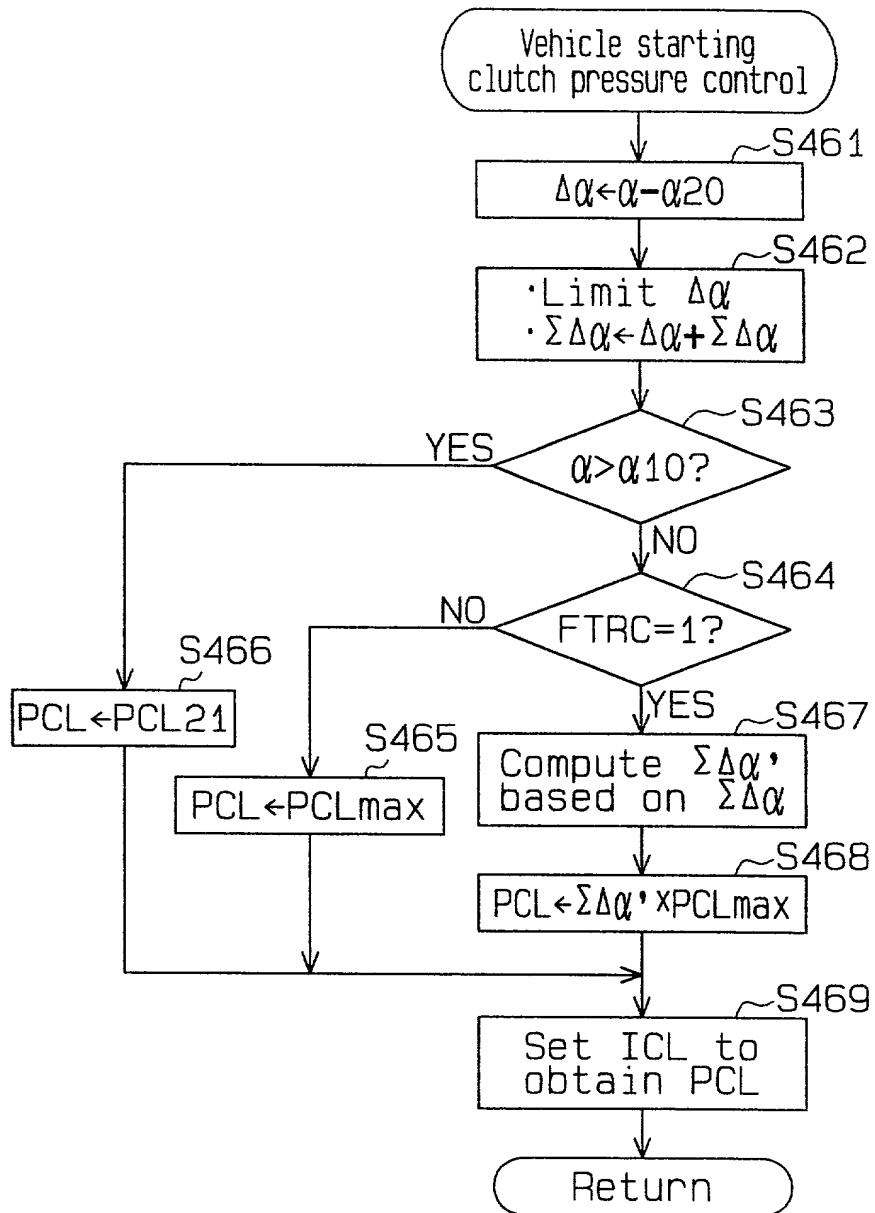 Vehicle starting
clutch pressure control
S461
Δα←α-α20
S462
·Limit Δα
·ΣΔα←Δα+ΣΔα
S463
YES
α>α10?
NO
S464
NO
FTRC=1?
YES
S466
PCL←PCL21
S465
PCL←PCLmax
S467
Compute ΣΔα'
based on ΣΔα
S468
PCL←ΣΔα'×PCLmax
S469
Set ICL to
obtain PCL
Return